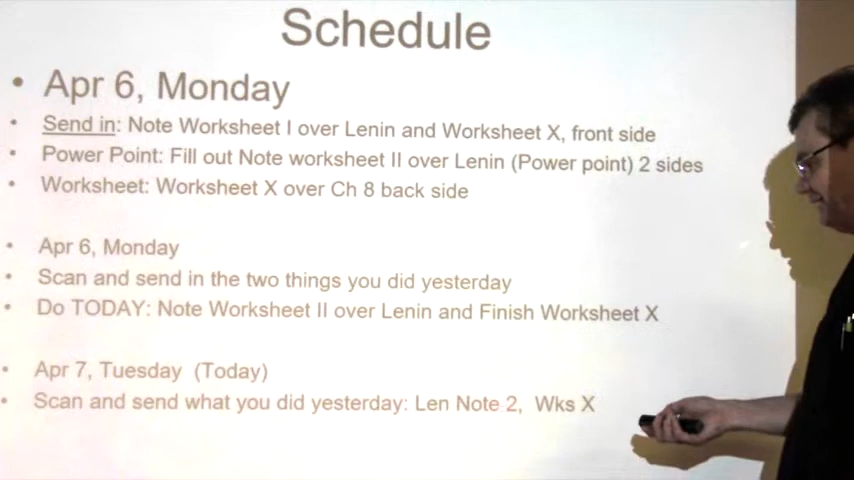 Schedule
• Apr 6, Monday
• Send in: Note Worksheet I over Lenin and Worksheet X, front side
• Power Point: Fill out Note worksheet II over Lenin (Power point) 2 sides
• Worksheet: Worksheet X over Ch 8 back side
• Apr 6, Monday
• Scan and send in the two things you did yesterday
• Do TODAY: Note Worksheet II over Lenin and Finish Worksheet X
• Apr 7, Tuesday (Today)
• Scan and send what you did yesterday: Len Note 2, Wks X